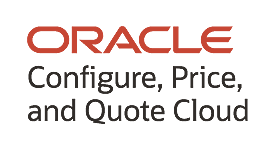 ORACLE
Configure, Price,
and Quote Cloud